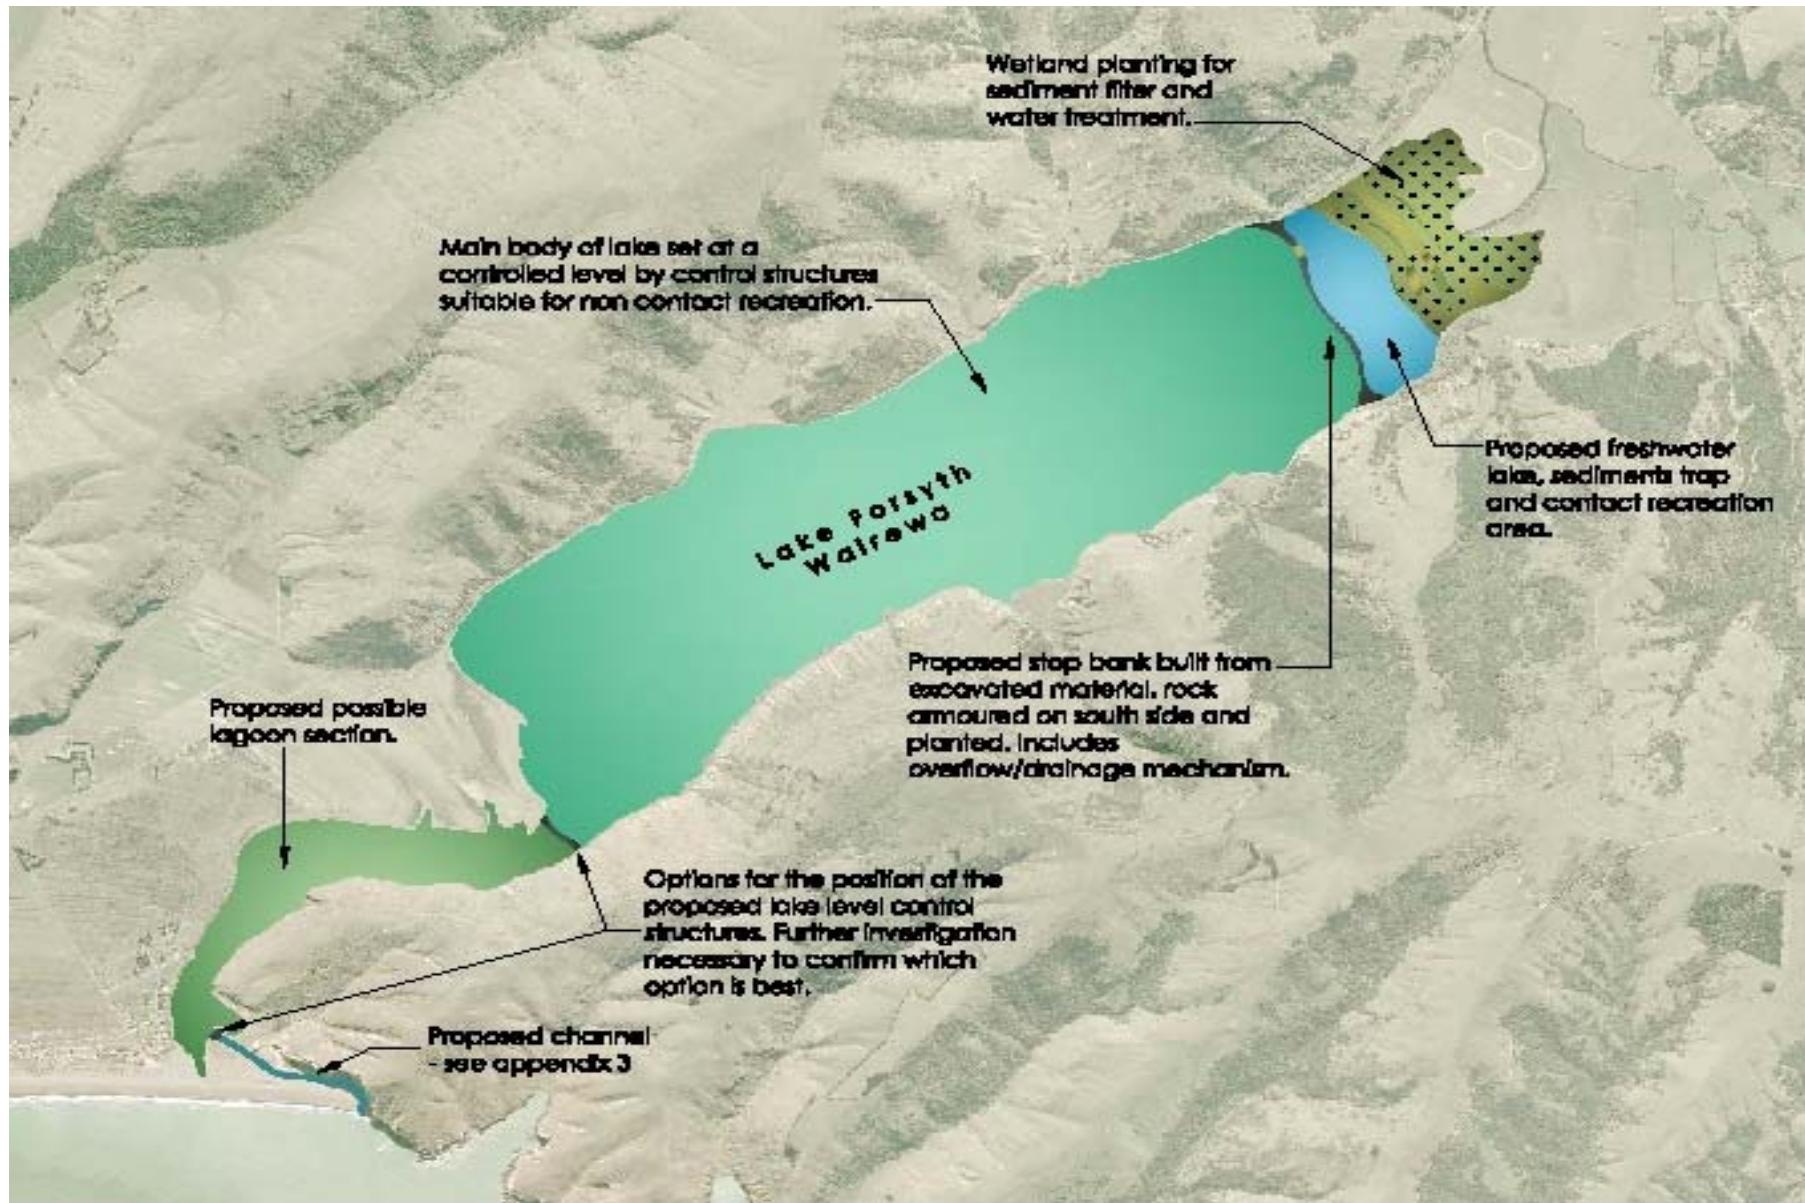 Wetland planting for
sediment filter and
water treatment.
Main body of lake set at a
controlled level by control structures
suitable for non contact recreation.
Proposed freshwater
lake, sediments trap
and contact recreation
area.
Lake Forsyth
Wairewa
Proposed stop bank built from
excavated material, rock
armoured on south side and
planted. Includes
overflow/drainage mechanism.
Proposed possible
lagoon section.
Options for the position of the
proposed lake level control
structures. Further investigation
necessary to confirm which
option is best.
Proposed channel
- see appendix 3